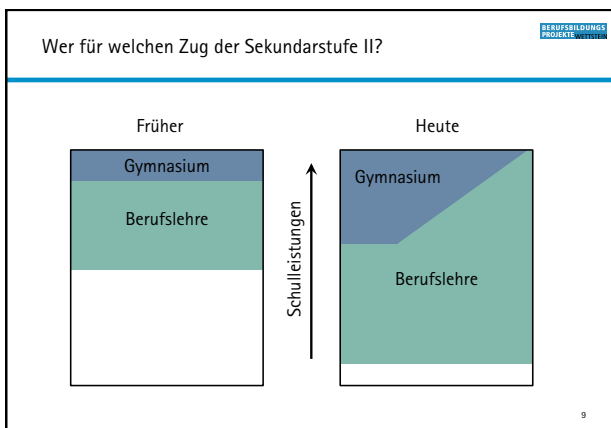 Wer für welchen Zug der Sekundarstufe II?
BERUFSBILDUNGS
PROJEKTE WETTSTEIN
Früher
Gymnasium
Berufslehre
Schulleistungen
Heute
Gymnasium
Berufslehre
9